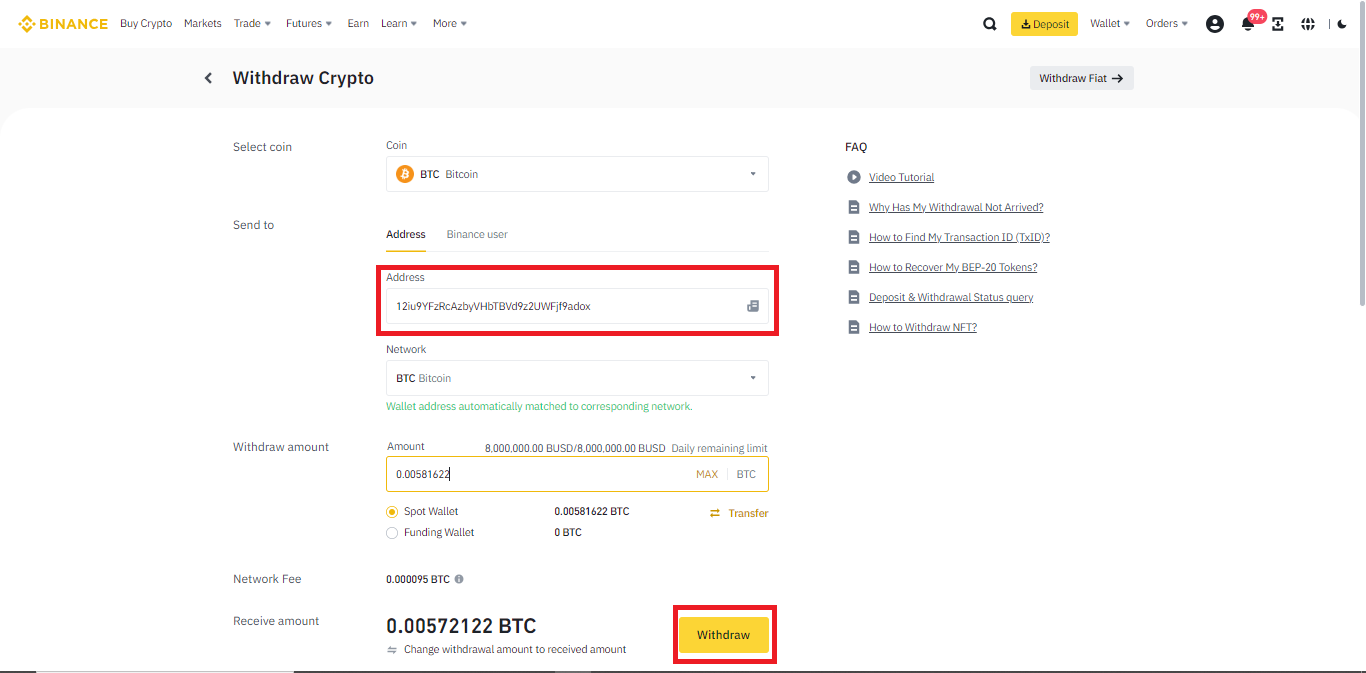 BINANCE Buy Crypto Markets Trade Futures Earn Learn More Deposit Wallet Orders 99+
Withdraw Crypto
Withdraw Fiat →
Select coin
Coin
BTC Bitcoin
Send to
Address Binance user
Address
12iu9YFzRcAzbyVHbTBVd9z2UWFjf9adox
Network
BTC Bitcoin
Wallet address automatically matched to corresponding network.
Withdraw amount
Amount 8,000,000.00 BUSD/8,000,000.00 BUSD Daily remaining limit
0.00581622 MAX BTC
Spot Wallet 0.00581622 BTC Transfer
Funding Wallet 0 BTC
Network Fee 0.000095 BTC
Receive amount
0.00572122 BTC
Change withdrawal amount to received amount
Withdraw
FAQ
Video Tutorial
Why Has My Withdrawal Not Arrived?
How to Find My Transaction ID (TxID)?
How to Recover My BEP-20 Tokens?
Deposit & Withdrawal Status query
How to Withdraw NFT?